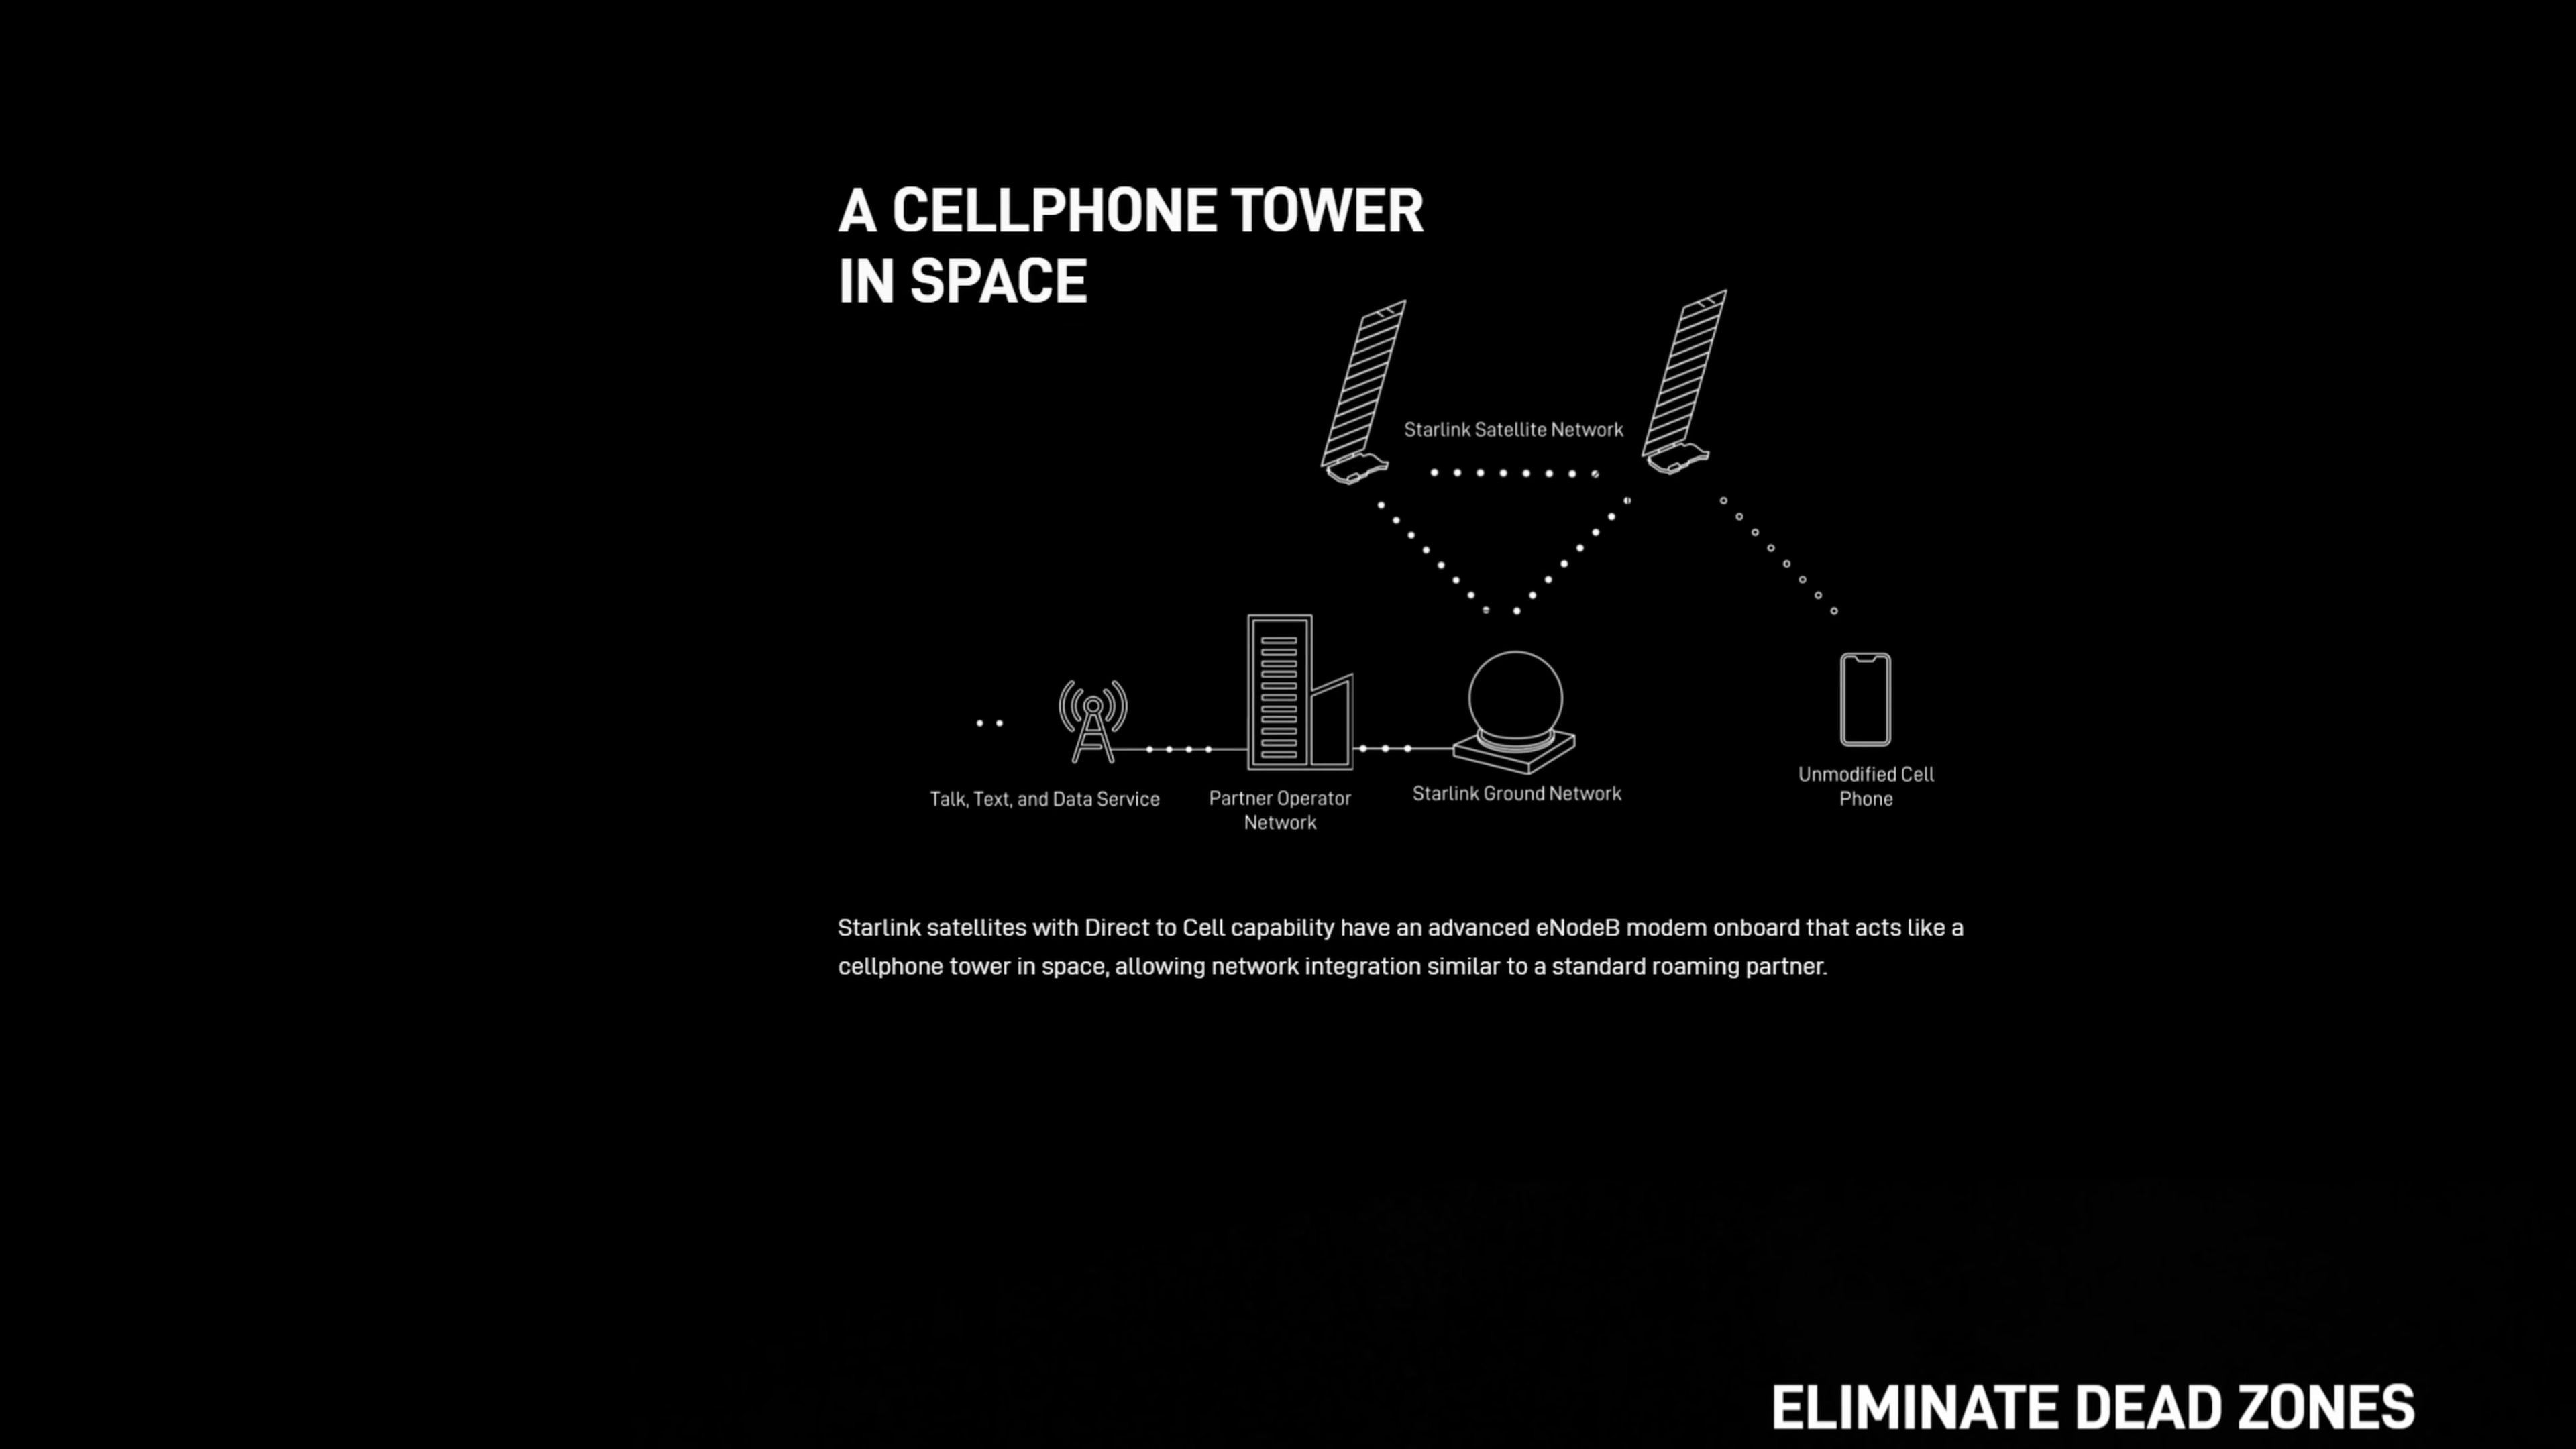 A CELLPHONE TOWER
IN SPACE
Starlink Satellite Network
Talk, Text, and Data Service
Partner Operator
Network
Starlink Ground Network
Unmodified Cell
Phone
Starlink satellites with Direct to Cell capability have an advanced eNodeB modem onboard that acts like a
cellphone tower in space, allowing network integration similar to a standard roaming partner.
ELIMINATE DEAD ZONES